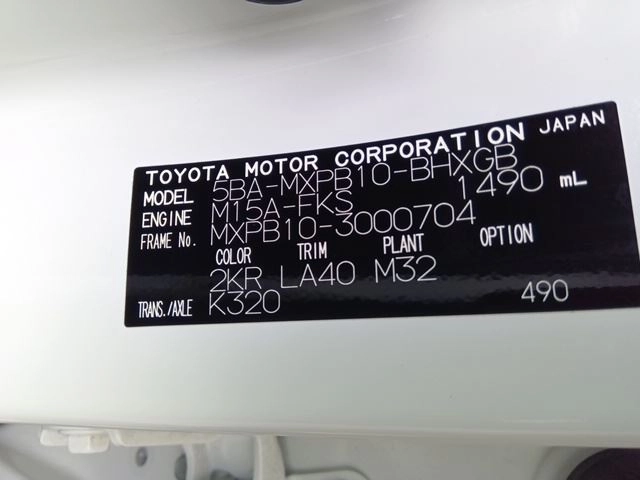 TOYOTA MOTOR CORPORATION JAPAN
MODEL 5BA-MXPB10-BHXGB
ENGINE M15A-FKS 1490 mL
FRAME No. MXPB10-3000704
COLOR TRIM PLANT OPTION
2KR LA40 M32
TRANS./AXLE K320 490